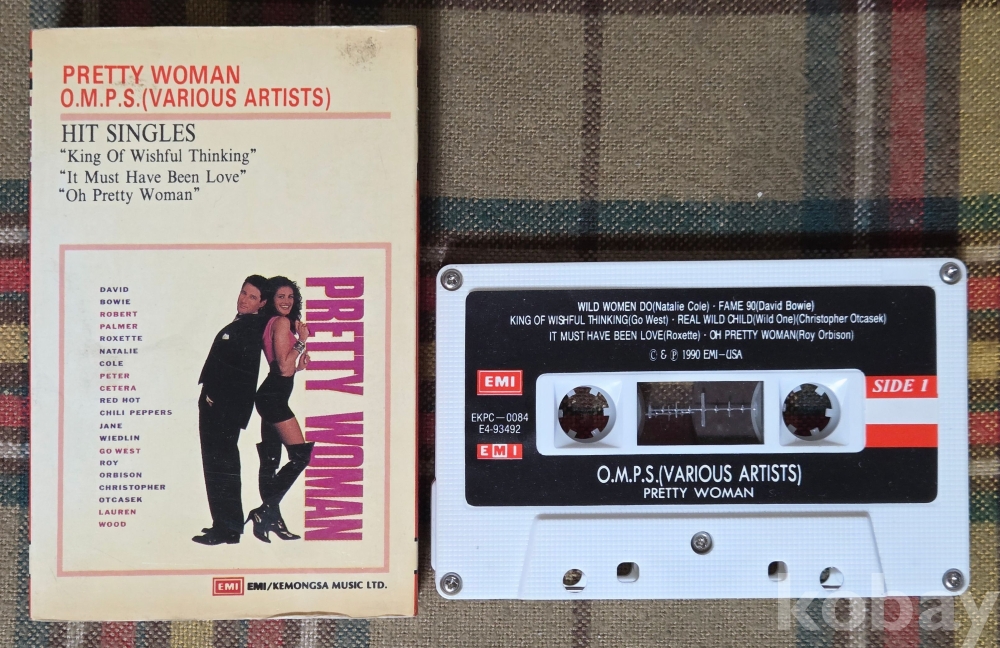 PRETTY WOMAN
O.M.P.S.(VARIOUS ARTISTS)
HIT SINGLES
"King Of Wishful Thinking"
"It Must Have Been Love"
"Oh Pretty Woman"
DAVID
BOWIE
ROBERT
PALMER
ROXETTE
NATALIE
COLE
PETER
CETERA
RED HOT
CHILI PEPPERS
JANE
WIEDLIN
GO WEST
ROY
ORBISON
CHRISTOPHER
OTCASEK
LAUREN
WOOD
PRETTY WOMAN
EMI EMI/KEMONGSA MUSIC LTD.
WILD WOMEN DO(Natalie Cole) · FAME 90(David Bowie)
KING OF WISHFUL THINKING(Go West) · REAL WILD CHILD(Wild One)(Christopher Otcasek)
IT MUST HAVE BEEN LOVE(Roxette) · OH PRETTY WOMAN(Roy Orbison)
© & ℗ 1990 EMI-USA
EMI
SIDE I
EKPC-0084
E4-93492
EMI
O.M.P.S.(VARIOUS ARTISTS)
PRETTY WOMAN
kobay